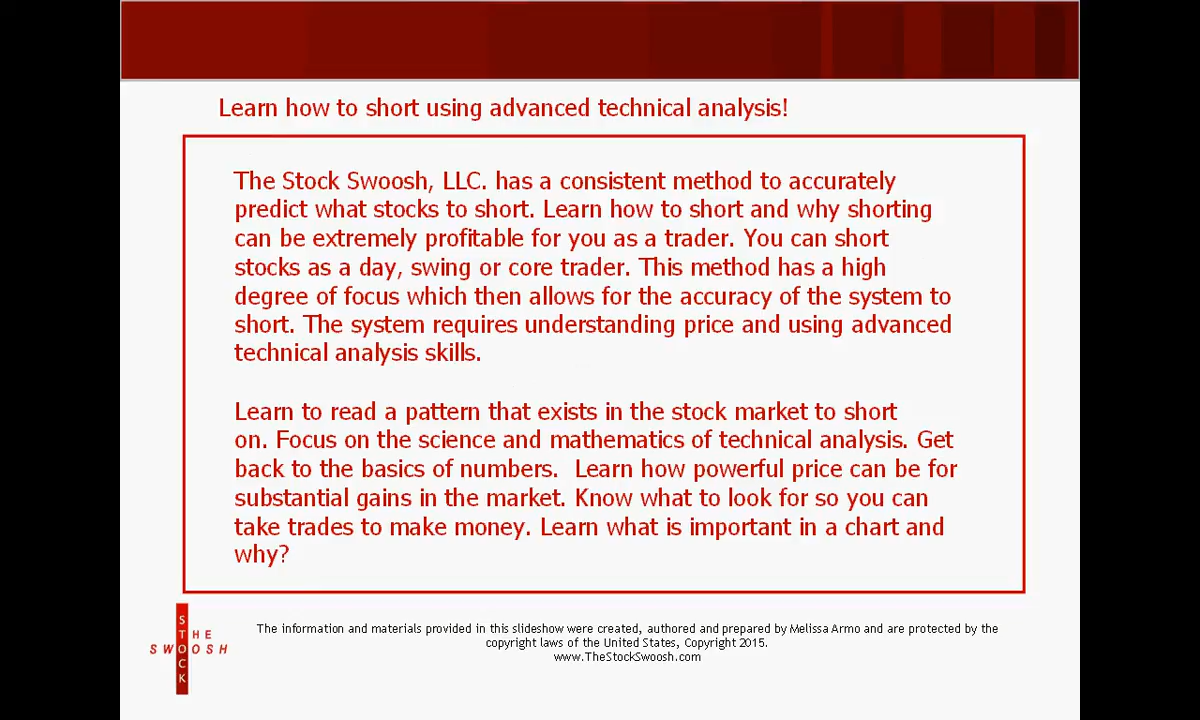 Learn how to short using advanced technical analysis!
The Stock Swoosh, LLC. has a consistent method to accurately
predict what stocks to short. Learn how to short and why shorting
can be extremely profitable for you as a trader. You can short
stocks as a day, swing or core trader. This method has a high
degree of focus which then allows for the accuracy of the system to
short. The system requires understanding price and using advanced
technical analysis skills.
Learn to read a pattern that exists in the stock market to short
on. Focus on the science and mathematics of technical analysis. Get
back to the basics of numbers.  Learn how powerful price can be for
substantial gains in the market. Know what to look for so you can
take trades to make money. Learn what is important in a chart and
why?
THE
STOCK
SWOOSH
The information and materials provided in this slideshow were created, authored and prepared by Melissa Armo and are protected by the
copyright laws of the United States, Copyright 2015.
www.TheStockSwoosh.com